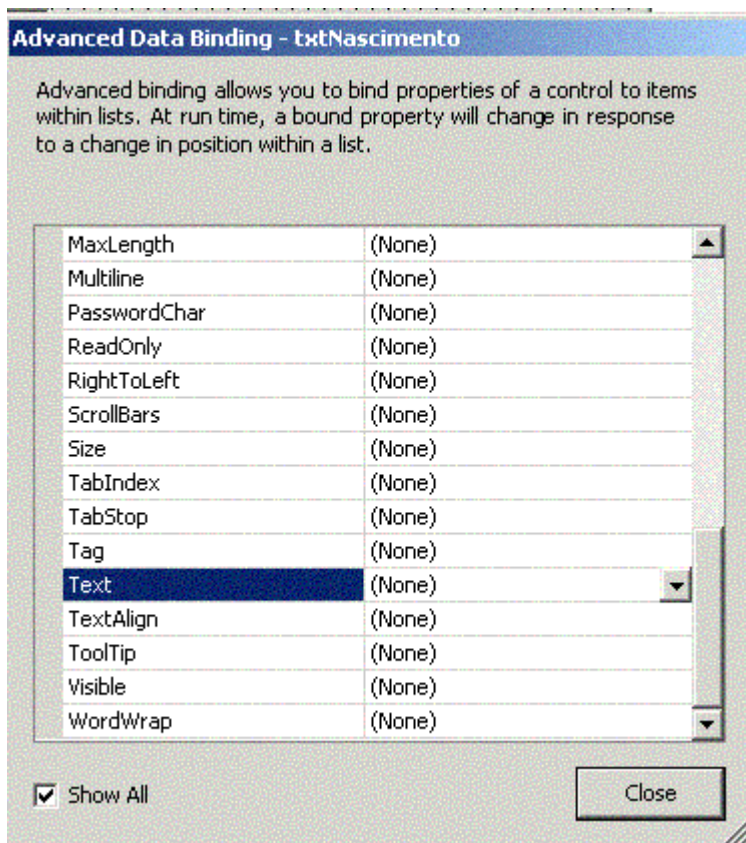 Advanced Data Binding - txtNascimento
Advanced binding allows you to bind properties of a control to items
within lists. At run time, a bound property will change in response
to a change in position within a list.
MaxLength (None)
Multiline (None)
PasswordChar (None)
ReadOnly (None)
RightToLeft (None)
ScrollBars (None)
Size (None)
TabIndex (None)
TabStop (None)
Tag (None)
Text (None)
TextAlign (None)
ToolTip (None)
Visible (None)
WordWrap (None)
Show All Close